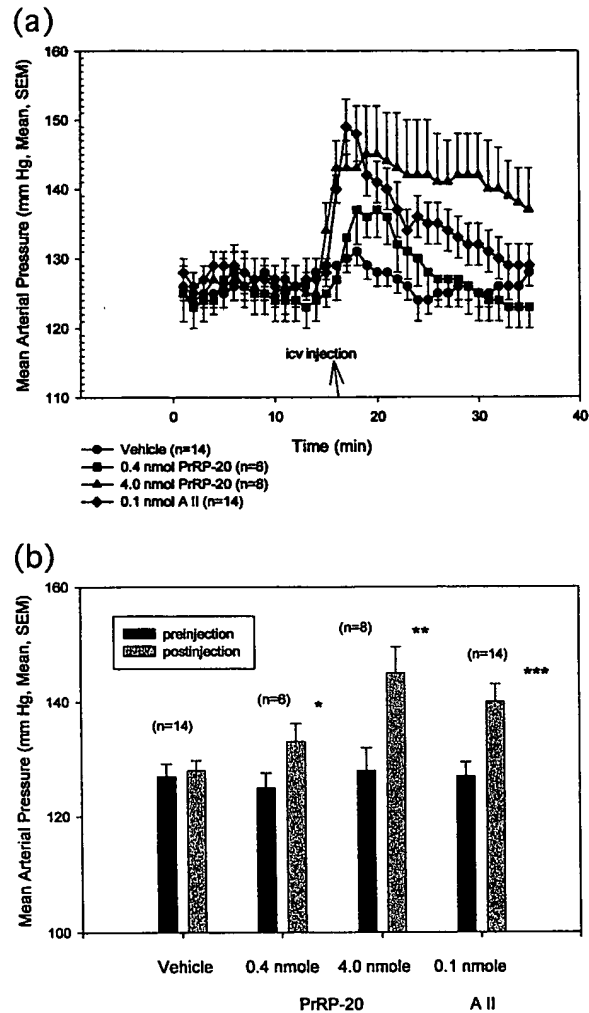 (a)
160
150
140
130
120
110
Mean Arterial Pressure (mm Hg, Mean, SEM)
icv injection
0 10 20 30 40
Time (min)
Vehicle (n=14)
0.4 nmol PrRP-20 (n=6)
4.0 nmol PrRP-20 (n=8)
0.1 nmol A II (n=14)
(b)
160
140
120
100
Mean Arterial Pressure (mm Hg, Mean, SEM)
preinjection
postinjection
(n=14)
(n=6) *
(n=8) **
(n=14) ***
Vehicle 0.4 nmole 4.0 nmole 0.1 nmole
PrRP-20 A II